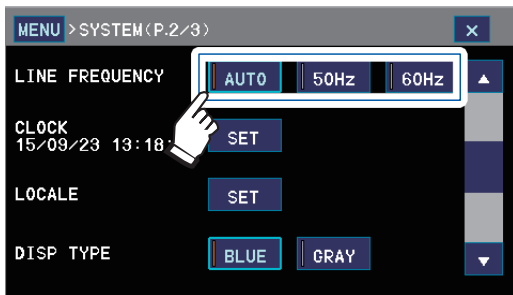 MENU >SYSTEM(P.2/3) ×
LINE FREQUENCY AUTO 50Hz 60Hz ▲
CLOCK
15/09/23 13:18: SET
LOCALE SET
DISP TYPE BLUE GRAY ▼